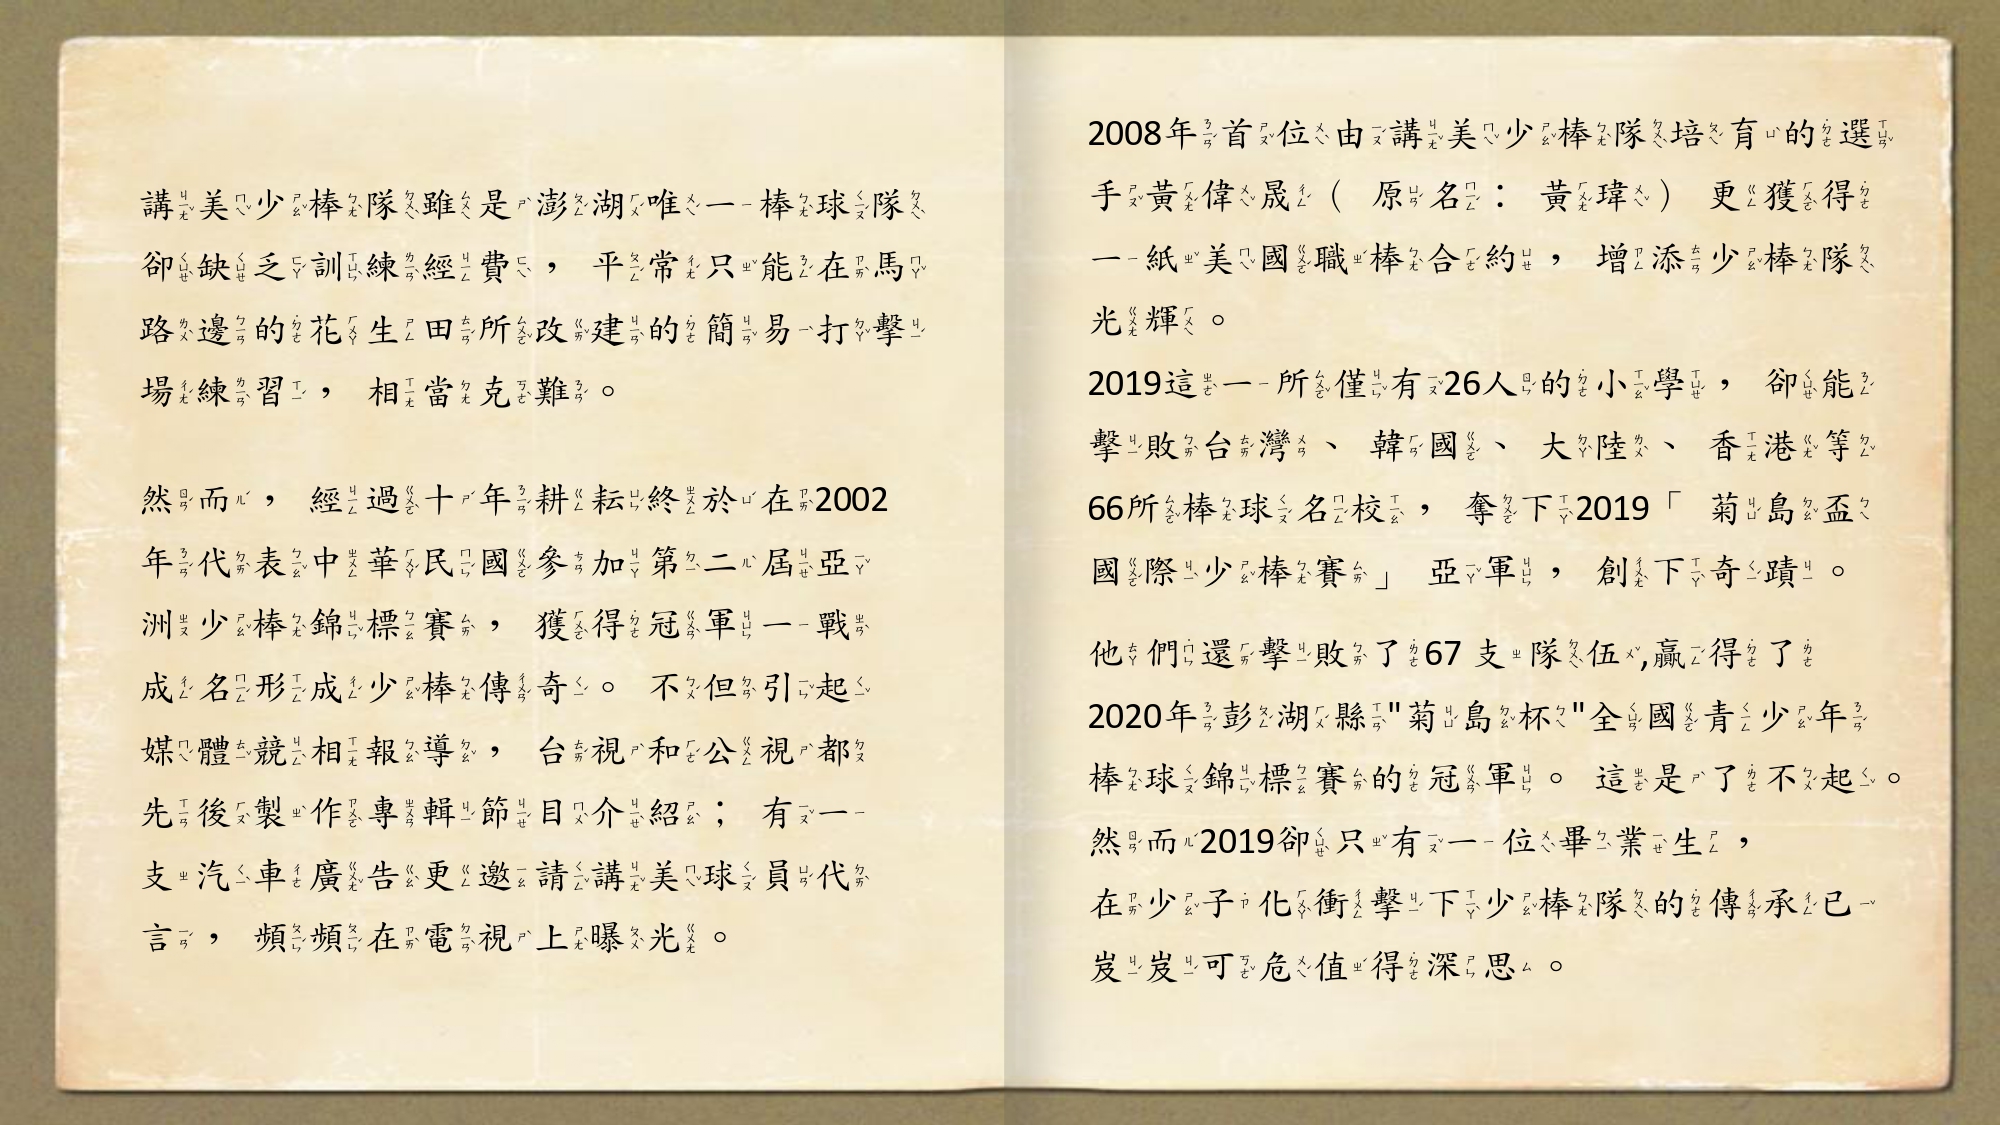 講美少棒隊雖是澎湖唯一棒球隊
卻缺乏訓練經費，平常只能在馬
路邊的花生田所改建的簡易打擊
場練習，相當克難。
然而，經過十年耕耘終於在2002
年代表中華民國參加第二屆亞
洲少棒錦標賽，獲得冠軍一戰
成名形成少棒傳奇。不但引起
媒體競相報導，台視和公視都
先後製作專輯節目介紹；有一
支汽車廣告更邀請講美球員代
言，頻頻在電視上曝光。
2008年首位由講美少棒隊培育的選
手黃偉晟（原名：黃瑋）更獲得
一紙美國職棒合約，增添少棒隊
光輝。
2019這一所僅有26人的小學，卻能
擊敗台灣、韓國、大陸、香港等
66所棒球名校，奪下2019「菊島盃
國際少棒賽」亞軍，創下奇蹟。
他們還擊敗了67 支隊伍,贏得了
2020年彭湖縣"菊島杯"全國青少年
棒球錦標賽的冠軍。這是了不起。
然而2019卻只有一位畢業生，
在少子化衝擊下少棒隊的傳承已
岌岌可危值得深思。